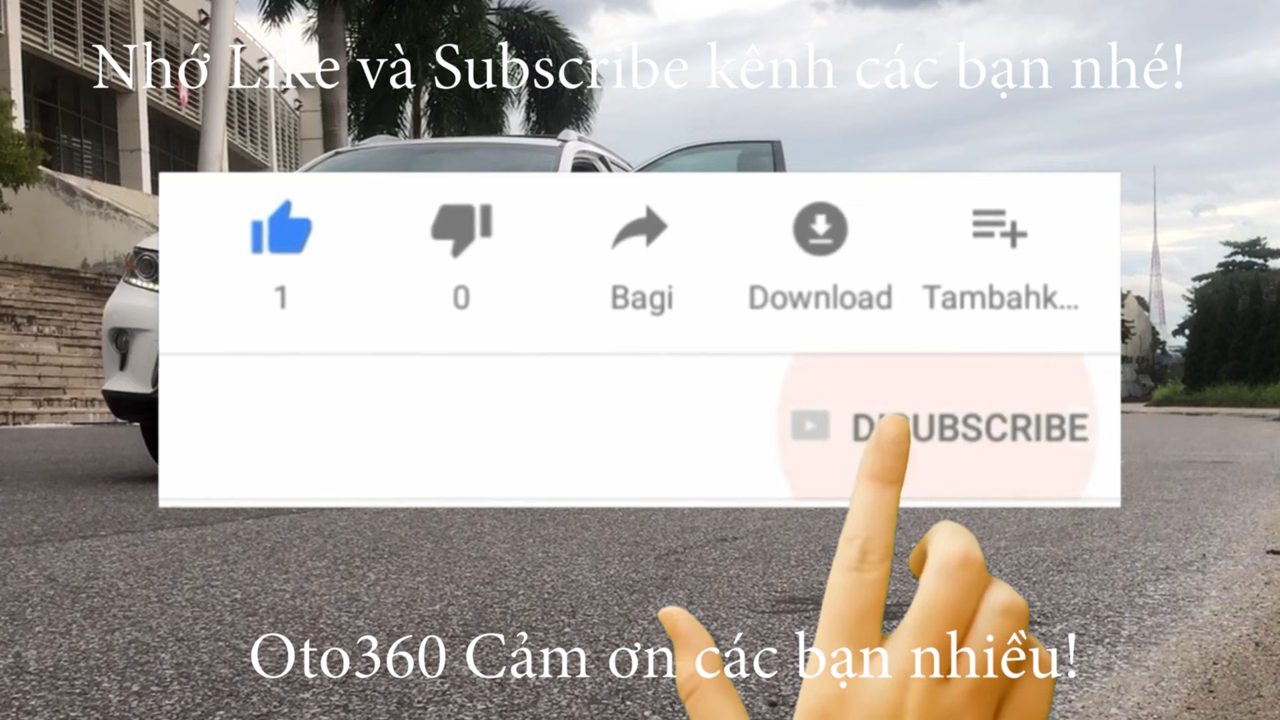 Nhớ Like và Subscribe kênh các bạn nhé!
1 0 Bagi Download Tambahk...
UBSCRIBE
Oto360 Cảm ơn các bạn nhiều!